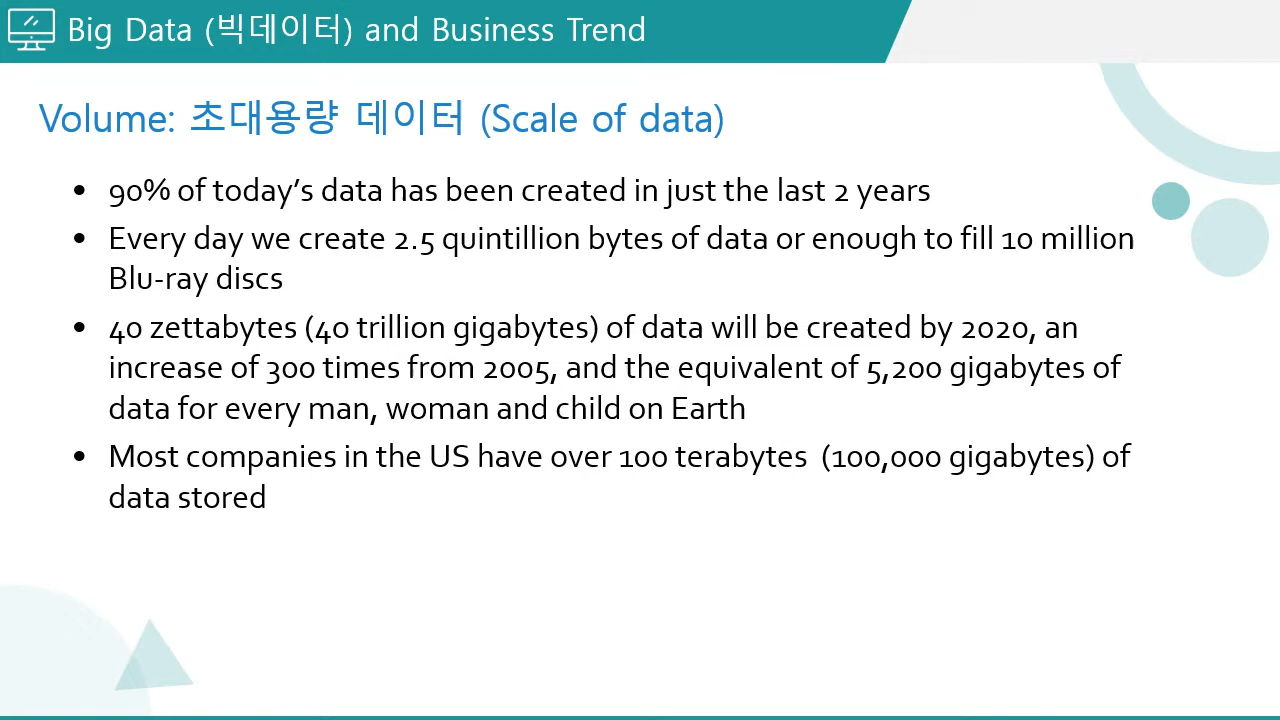 Big Data (빅데이터) and Business Trend
Volume: 초대용량 데이터 (Scale of data)
• 90% of today’s data has been created in just the last 2 years
• Every day we create 2.5 quintillion bytes of data or enough to fill 10 million
Blu-ray discs
• 40 zettabytes (40 trillion gigabytes) of data will be created by 2020, an
increase of 300 times from 2005, and the equivalent of 5,200 gigabytes of
data for every man, woman and child on Earth
• Most companies in the US have over 100 terabytes (100,000 gigabytes) of
data stored